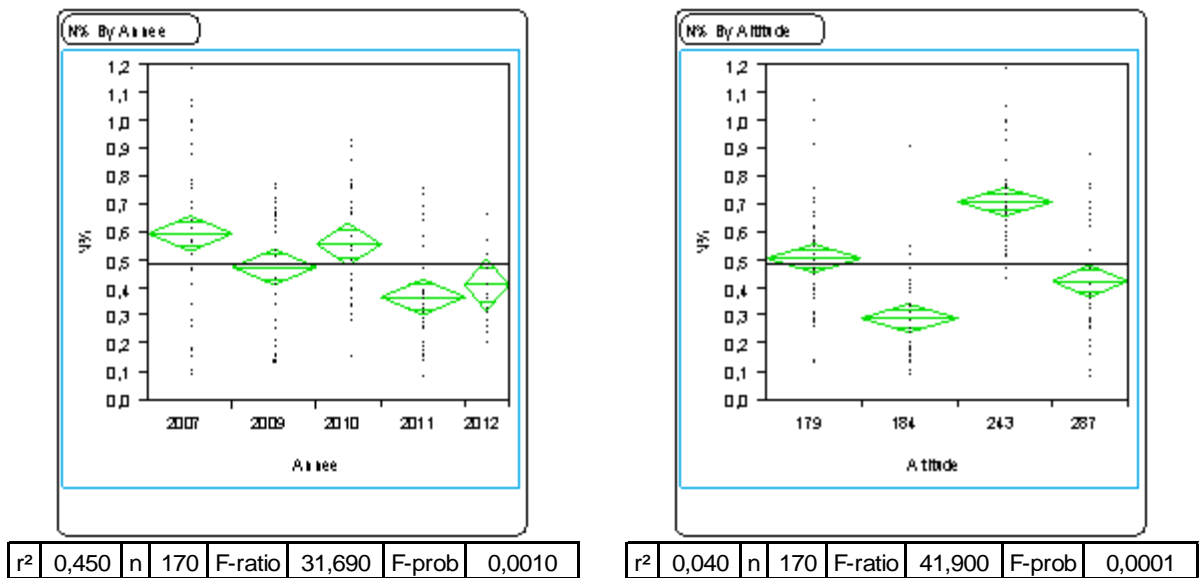 N% By Annee
1,2
1,1
1,0
0,9
0,8
0,7
0,6
0,5
0,4
0,3
0,2
0,1
0,0
N%
2007 2009 2010 2011 2012
Annee
r² 0,450 n 170 F-ratio 31,690 F-prob 0,0010
N% By Altitude
1,2
1,1
1,0
0,9
0,8
0,7
0,6
0,5
0,4
0,3
0,2
0,1
0,0
N%
179 184 243 287
Altitude
r² 0,040 n 170 F-ratio 41,900 F-prob 0,0001